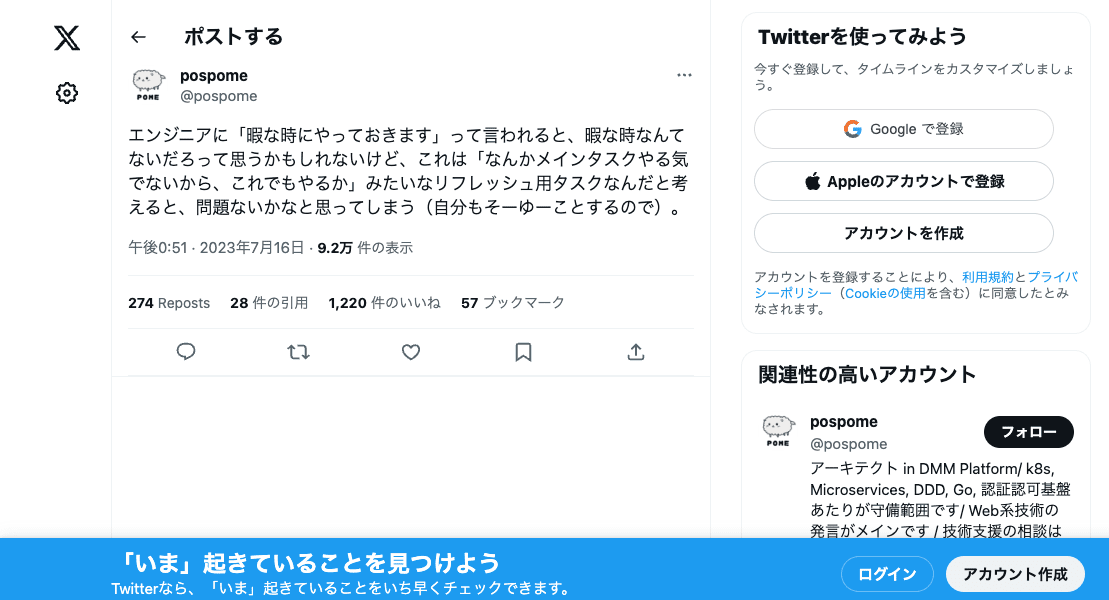 ポストする
pospome
@pospome
エンジニアに「暇な時にやっておきます」って言われると、暇な時なんて
ないだろって思うかもしれないけど、これは「なんかメインタスクやる気
でないから、これでもやるか」みたいなリフレッシュ用タスクなんだと考
えると、問題ないかなと思ってしまう（自分もそーゆーことするので）。
午後0:51 · 2023年7月16日 · 9.2万 件の表示
274 Reposts 28 件の引用 1,220 件のいいね 57 ブックマーク
Twitterを使ってみよう
今すぐ登録して、タイムラインをカスタマイズしましょ
う。
Google で登録
Appleのアカウントで登録
アカウントを作成
アカウントを登録することにより、利用規約とプライバ
シーポリシー（Cookieの使用を含む）に同意したとみ
なされます。
関連性の高いアカウント
POME
pospome
@pospome
フォロー
アーキテクト in DMM Platform/ k8s,
Microservices, DDD, Go, 認証認可基盤
あたりが守備範囲です/ Web系技術の
発言がメインです / 技術支援の相談は
「いま」起きていることを見つけよう
Twitterなら、「いま」起きていることをいち早くチェックできます。
ログイン
アカウント作成